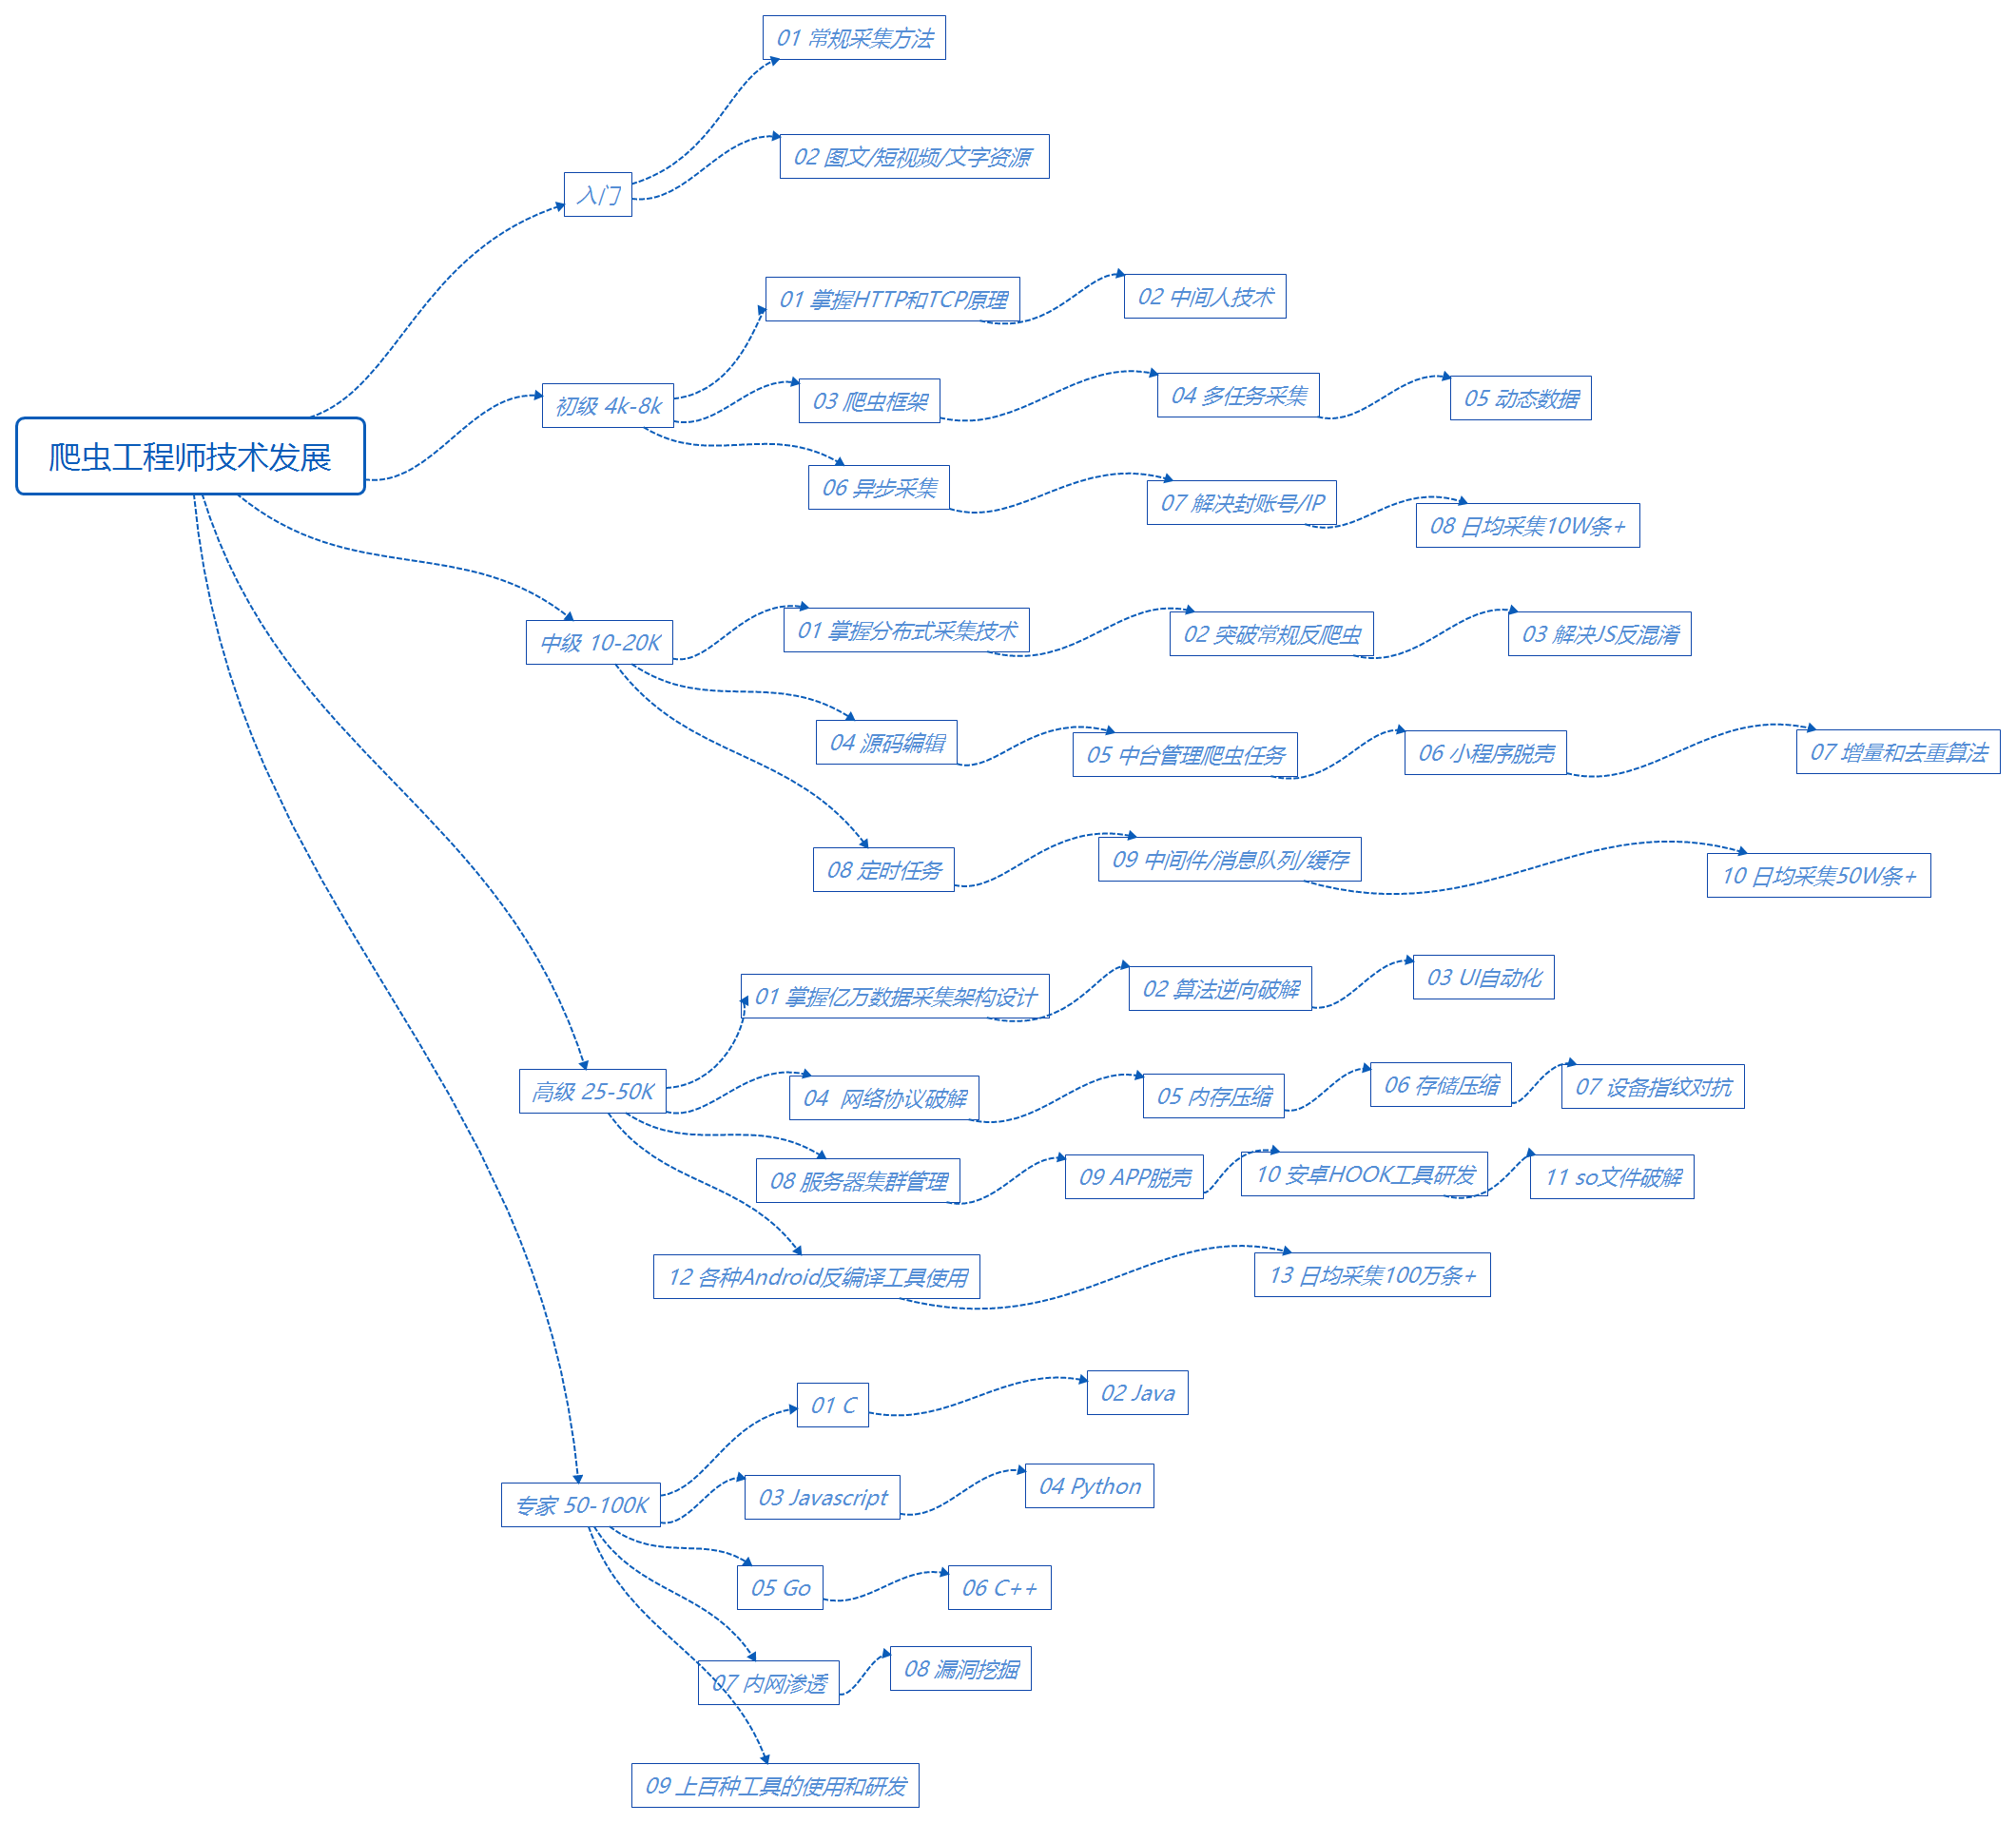 爬虫工程师技术发展
入门
01 常规采集方法
02 图文/短视频/文字资源
初级 4k-8k
01 掌握HTTP和TCP原理
02 中间人技术
03 爬虫框架
04 多任务采集
05 动态数据
06 异步采集
07 解决封账号/IP
08 日均采集10W条+
中级 10-20K
01 掌握分布式采集技术
02 突破常规反爬虫
03 解决JS反混淆
04 源码编辑
05 中台管理爬虫任务
06 小程序脱壳
07 增量和去重算法
08 定时任务
09 中间件/消息队列/缓存
10 日均采集50W条+
高级 25-50K
01 掌握亿万数据采集架构设计
02 算法逆向破解
03 UI自动化
04 网络协议破解
05 内存压缩
06 存储压缩
07 设备指纹对抗
08 服务器集群管理
09 APP脱壳
10 安卓HOOK工具研发
11 so文件破解
12 各种Android反编译工具使用
13 日均采集100万条+
专家 50-100K
01 C
02 Java
03 Javascript
04 Python
05 Go
06 C++
07 内网渗透
08 漏洞挖掘
09 上百种工具的使用和研发